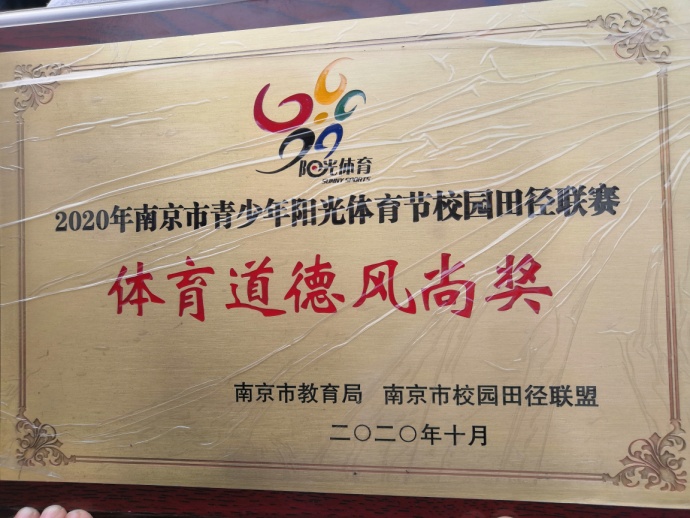 阳光体育
SUNNY SPORTS
2020年南京市青少年阳光体育节校园田径联赛
体育道德风尚奖
南京市教育局 南京市校园田径联盟
二〇二〇年十月